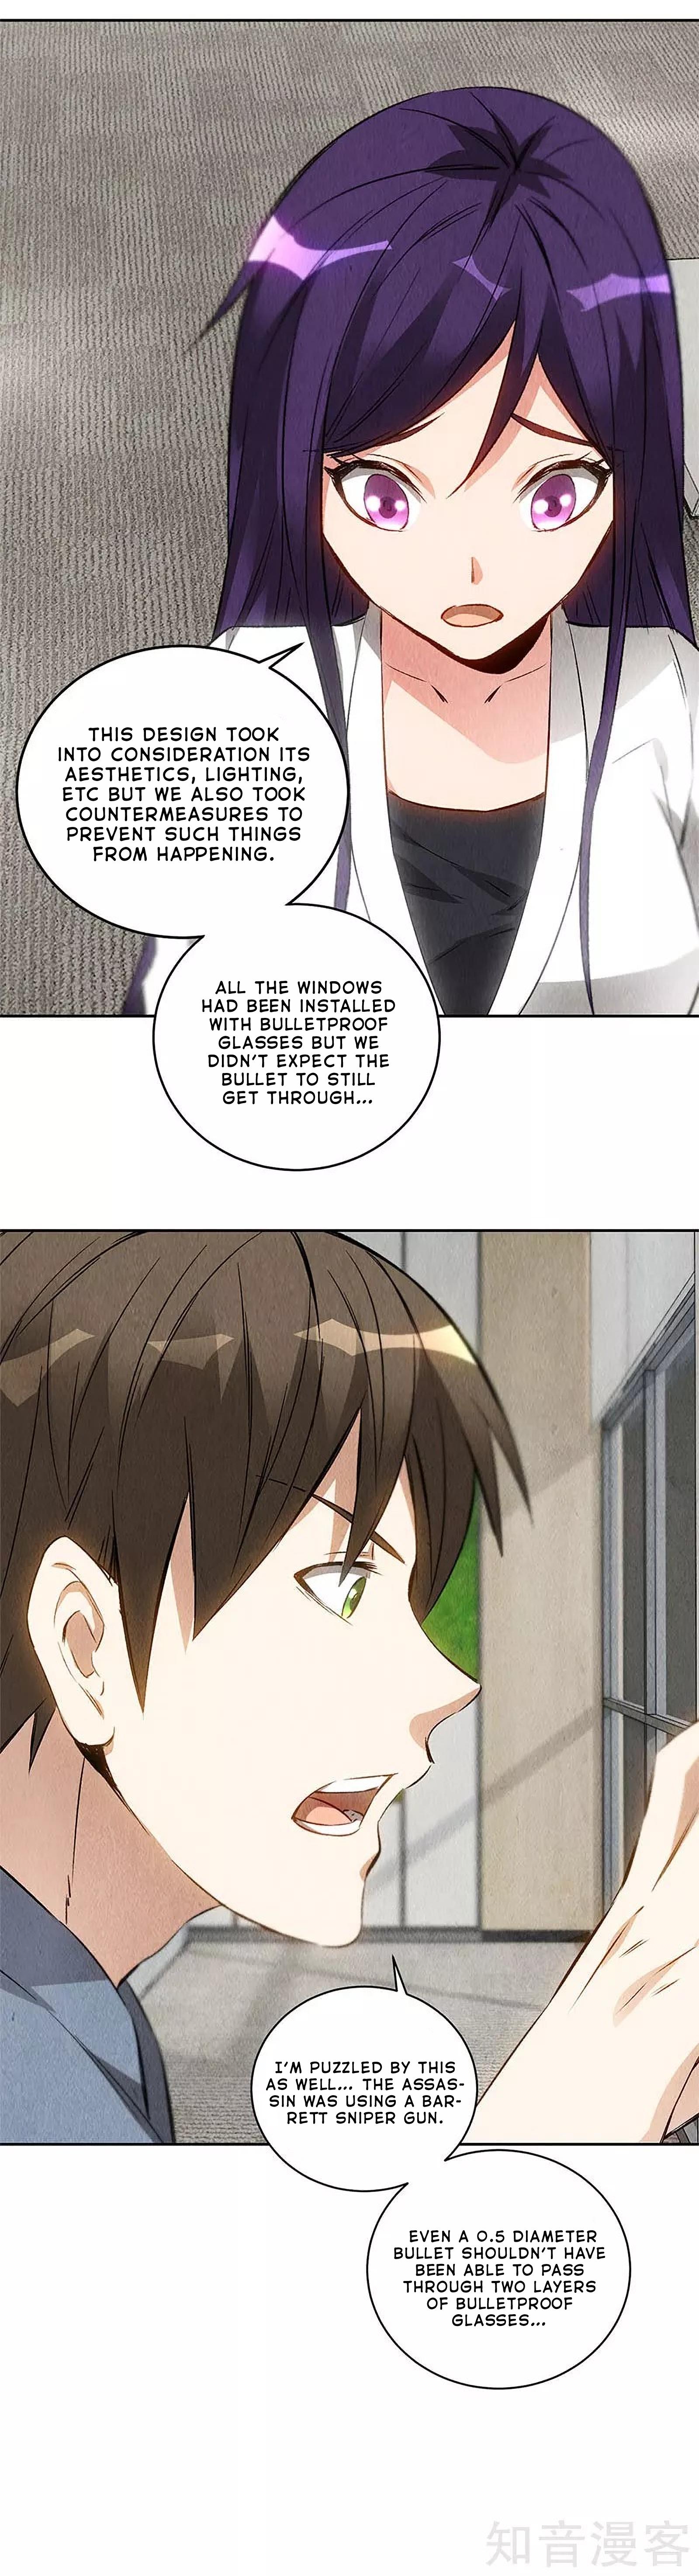 THIS DESIGN TOOK
INTO CONSIDERATION ITS
AESTHETICS, LIGHTING,
ETC BUT WE ALSO TOOK
COUNTERMEASURES TO
PREVENT SUCH THINGS
FROM HAPPENING.
ALL THE WINDOWS
HAD BEEN INSTALLED
WITH BULLETPROOF
GLASSES BUT WE
DIDN'T EXPECT THE
BULLET TO STILL
GET THROUGH...
I'M PUZZLED BY THIS
AS WELL... THE ASSAS-
SIN WAS USING A BAR-
RETT SNIPER GUN.
EVEN A 0.5 DIAMETER
BULLET SHOULDN'T HAVE
BEEN ABLE TO PASS
THROUGH TWO LAYERS
OF BULLETPROOF
GLASSES...
知音漫客